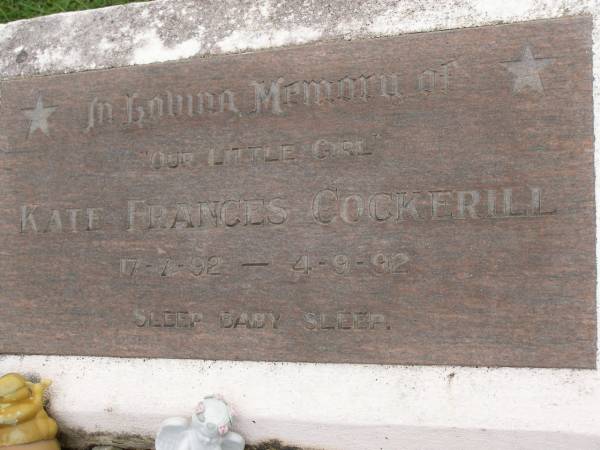 In Loving Memory of
"OUR LITTLE GIRL"
KATE FRANCES COCKERILL
17-7-92 — 4-9-92
SLEEP BABY SLEEP.